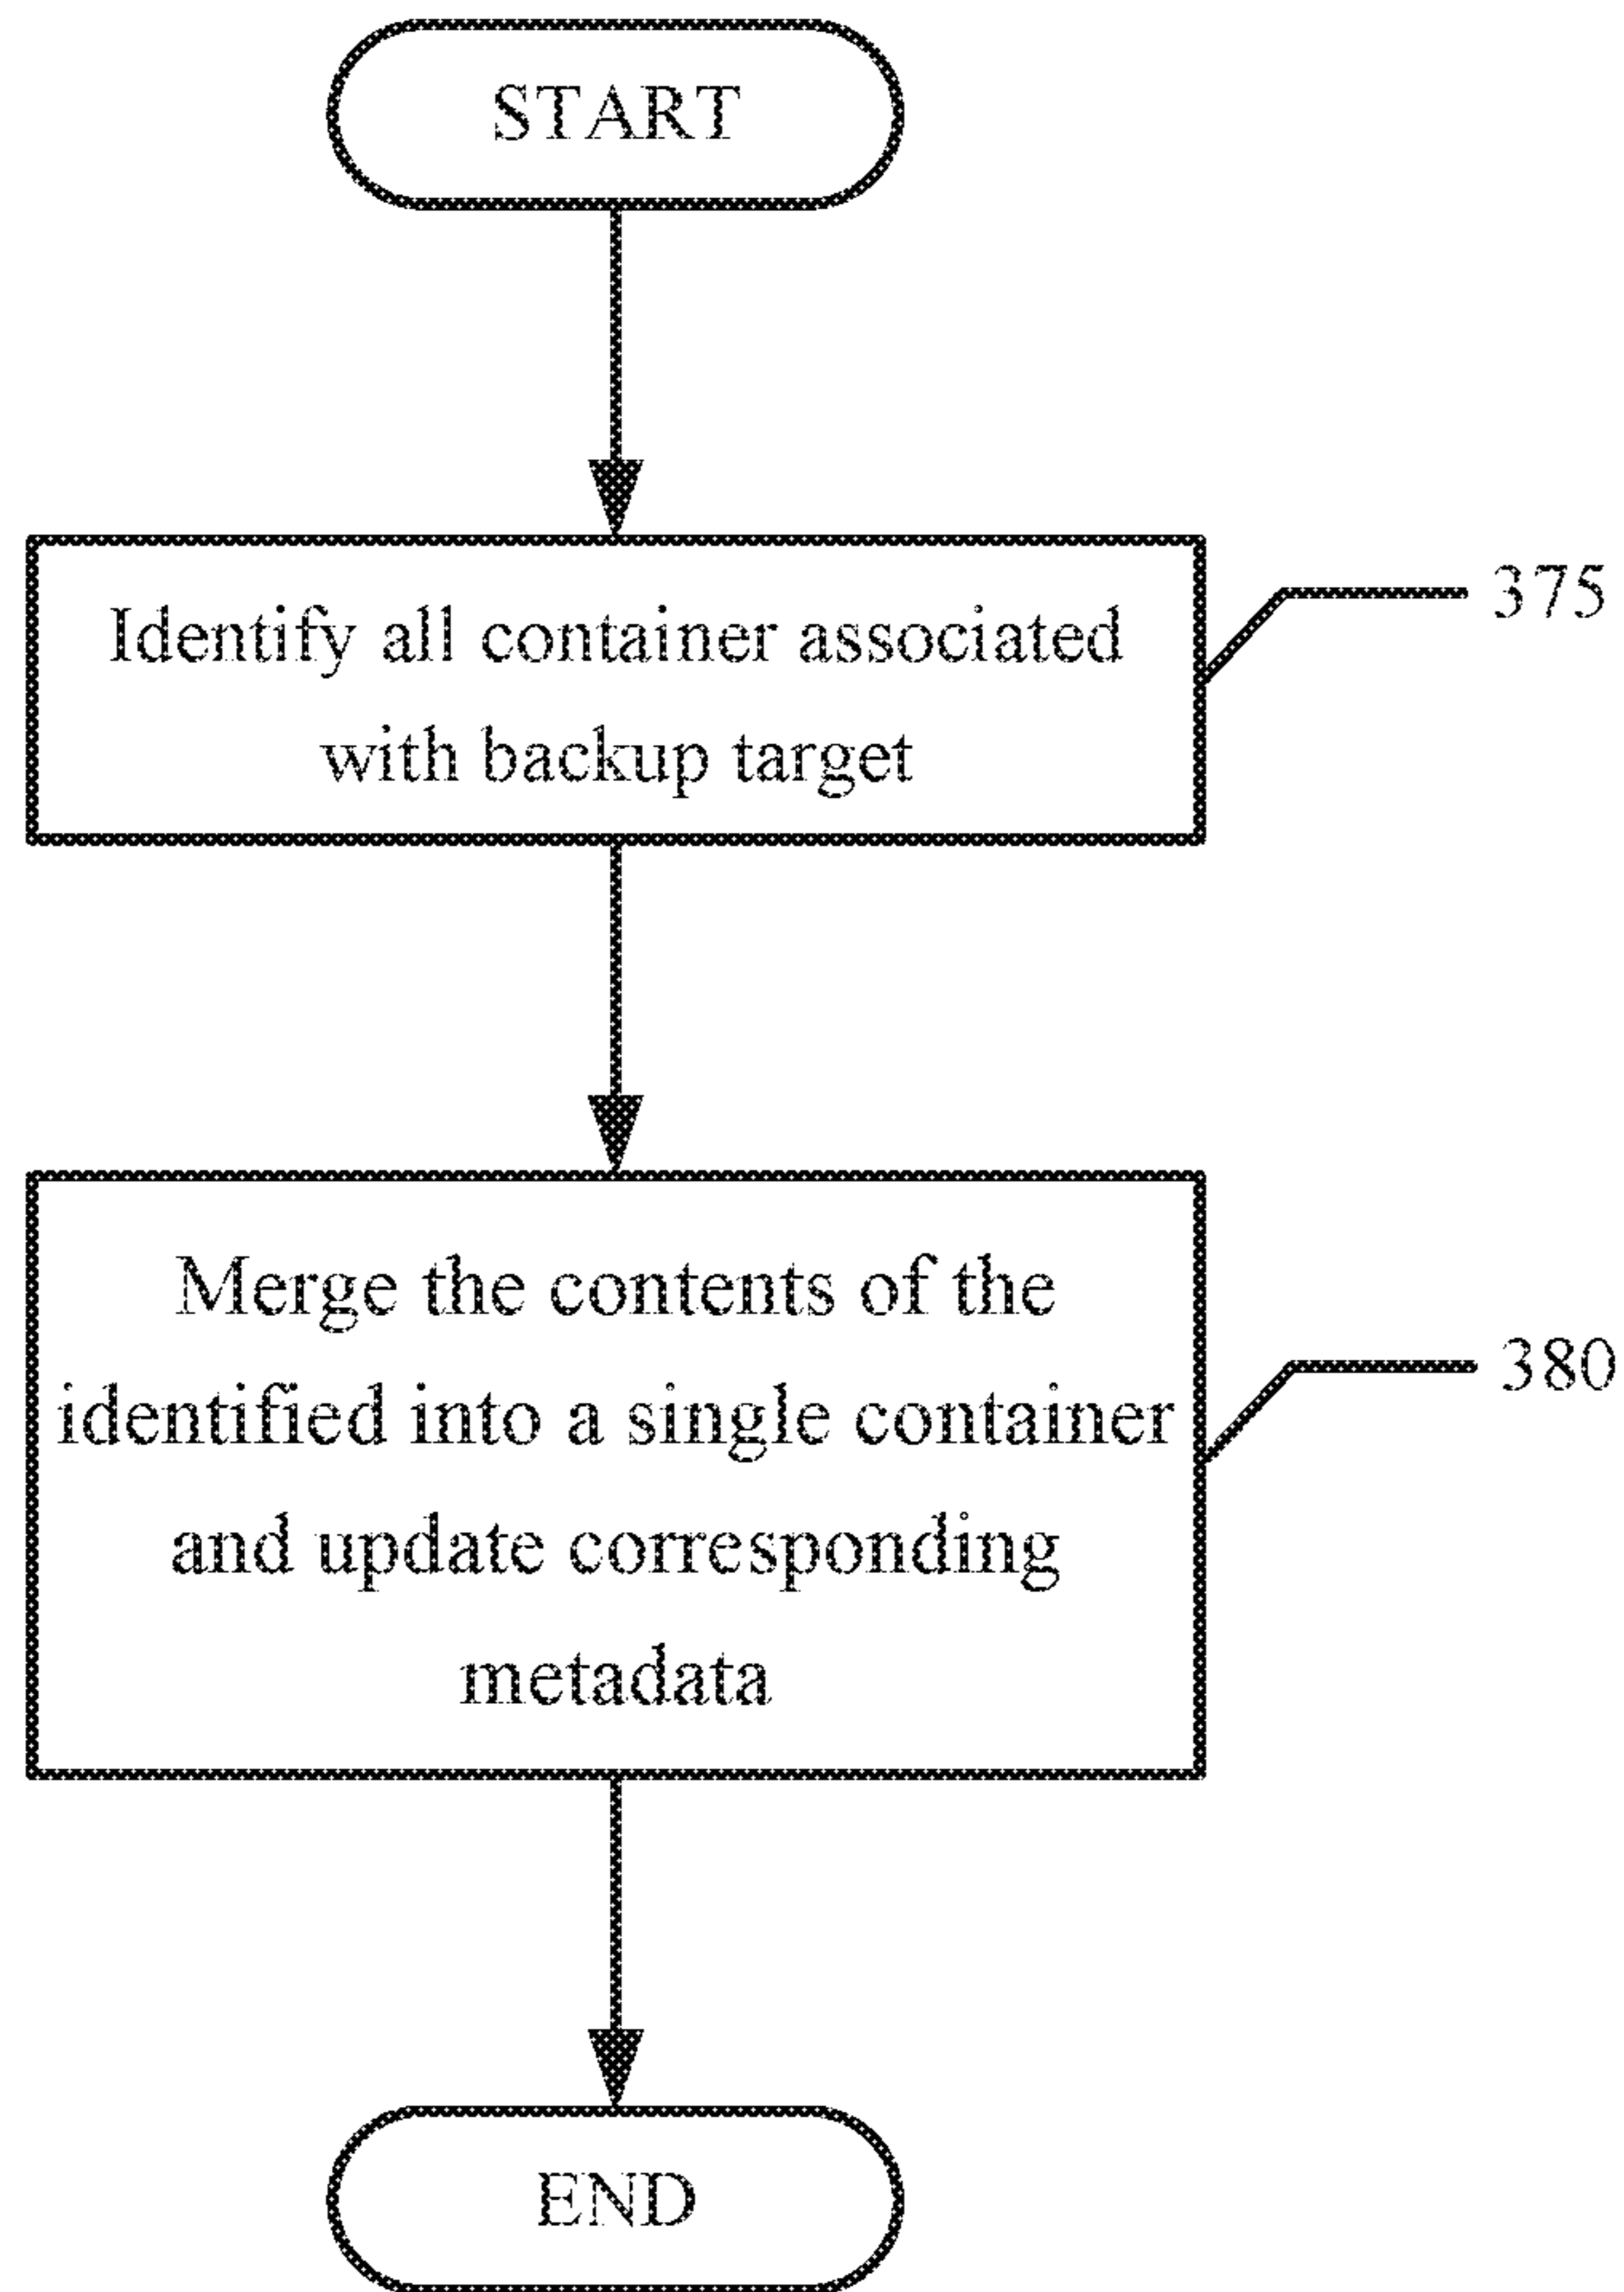 START
Identify all container associated
with backup target
375
Merge the contents of the
identified into a single container
and update corresponding
metadata
380
END